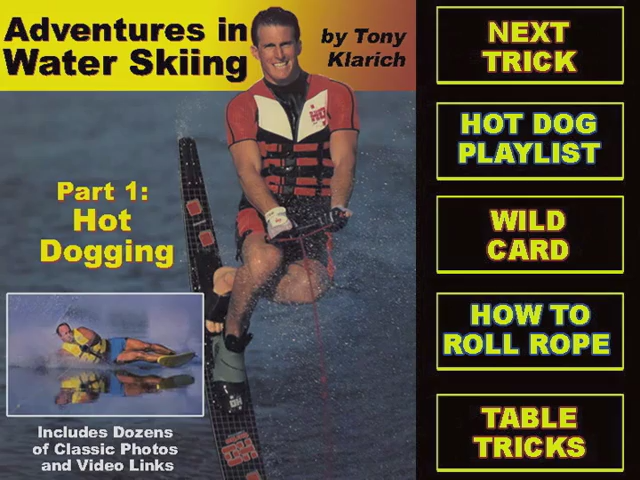 Adventures in
Water Skiing
by Tony
Klarich
Part 1:
Hot
Dogging
Includes Dozens
of Classic Photos
and Video Links
NEXT
TRICK
HOT DOG
PLAYLIST
WILD
CARD
HOW TO
ROLL ROPE
TABLE
TRICKS